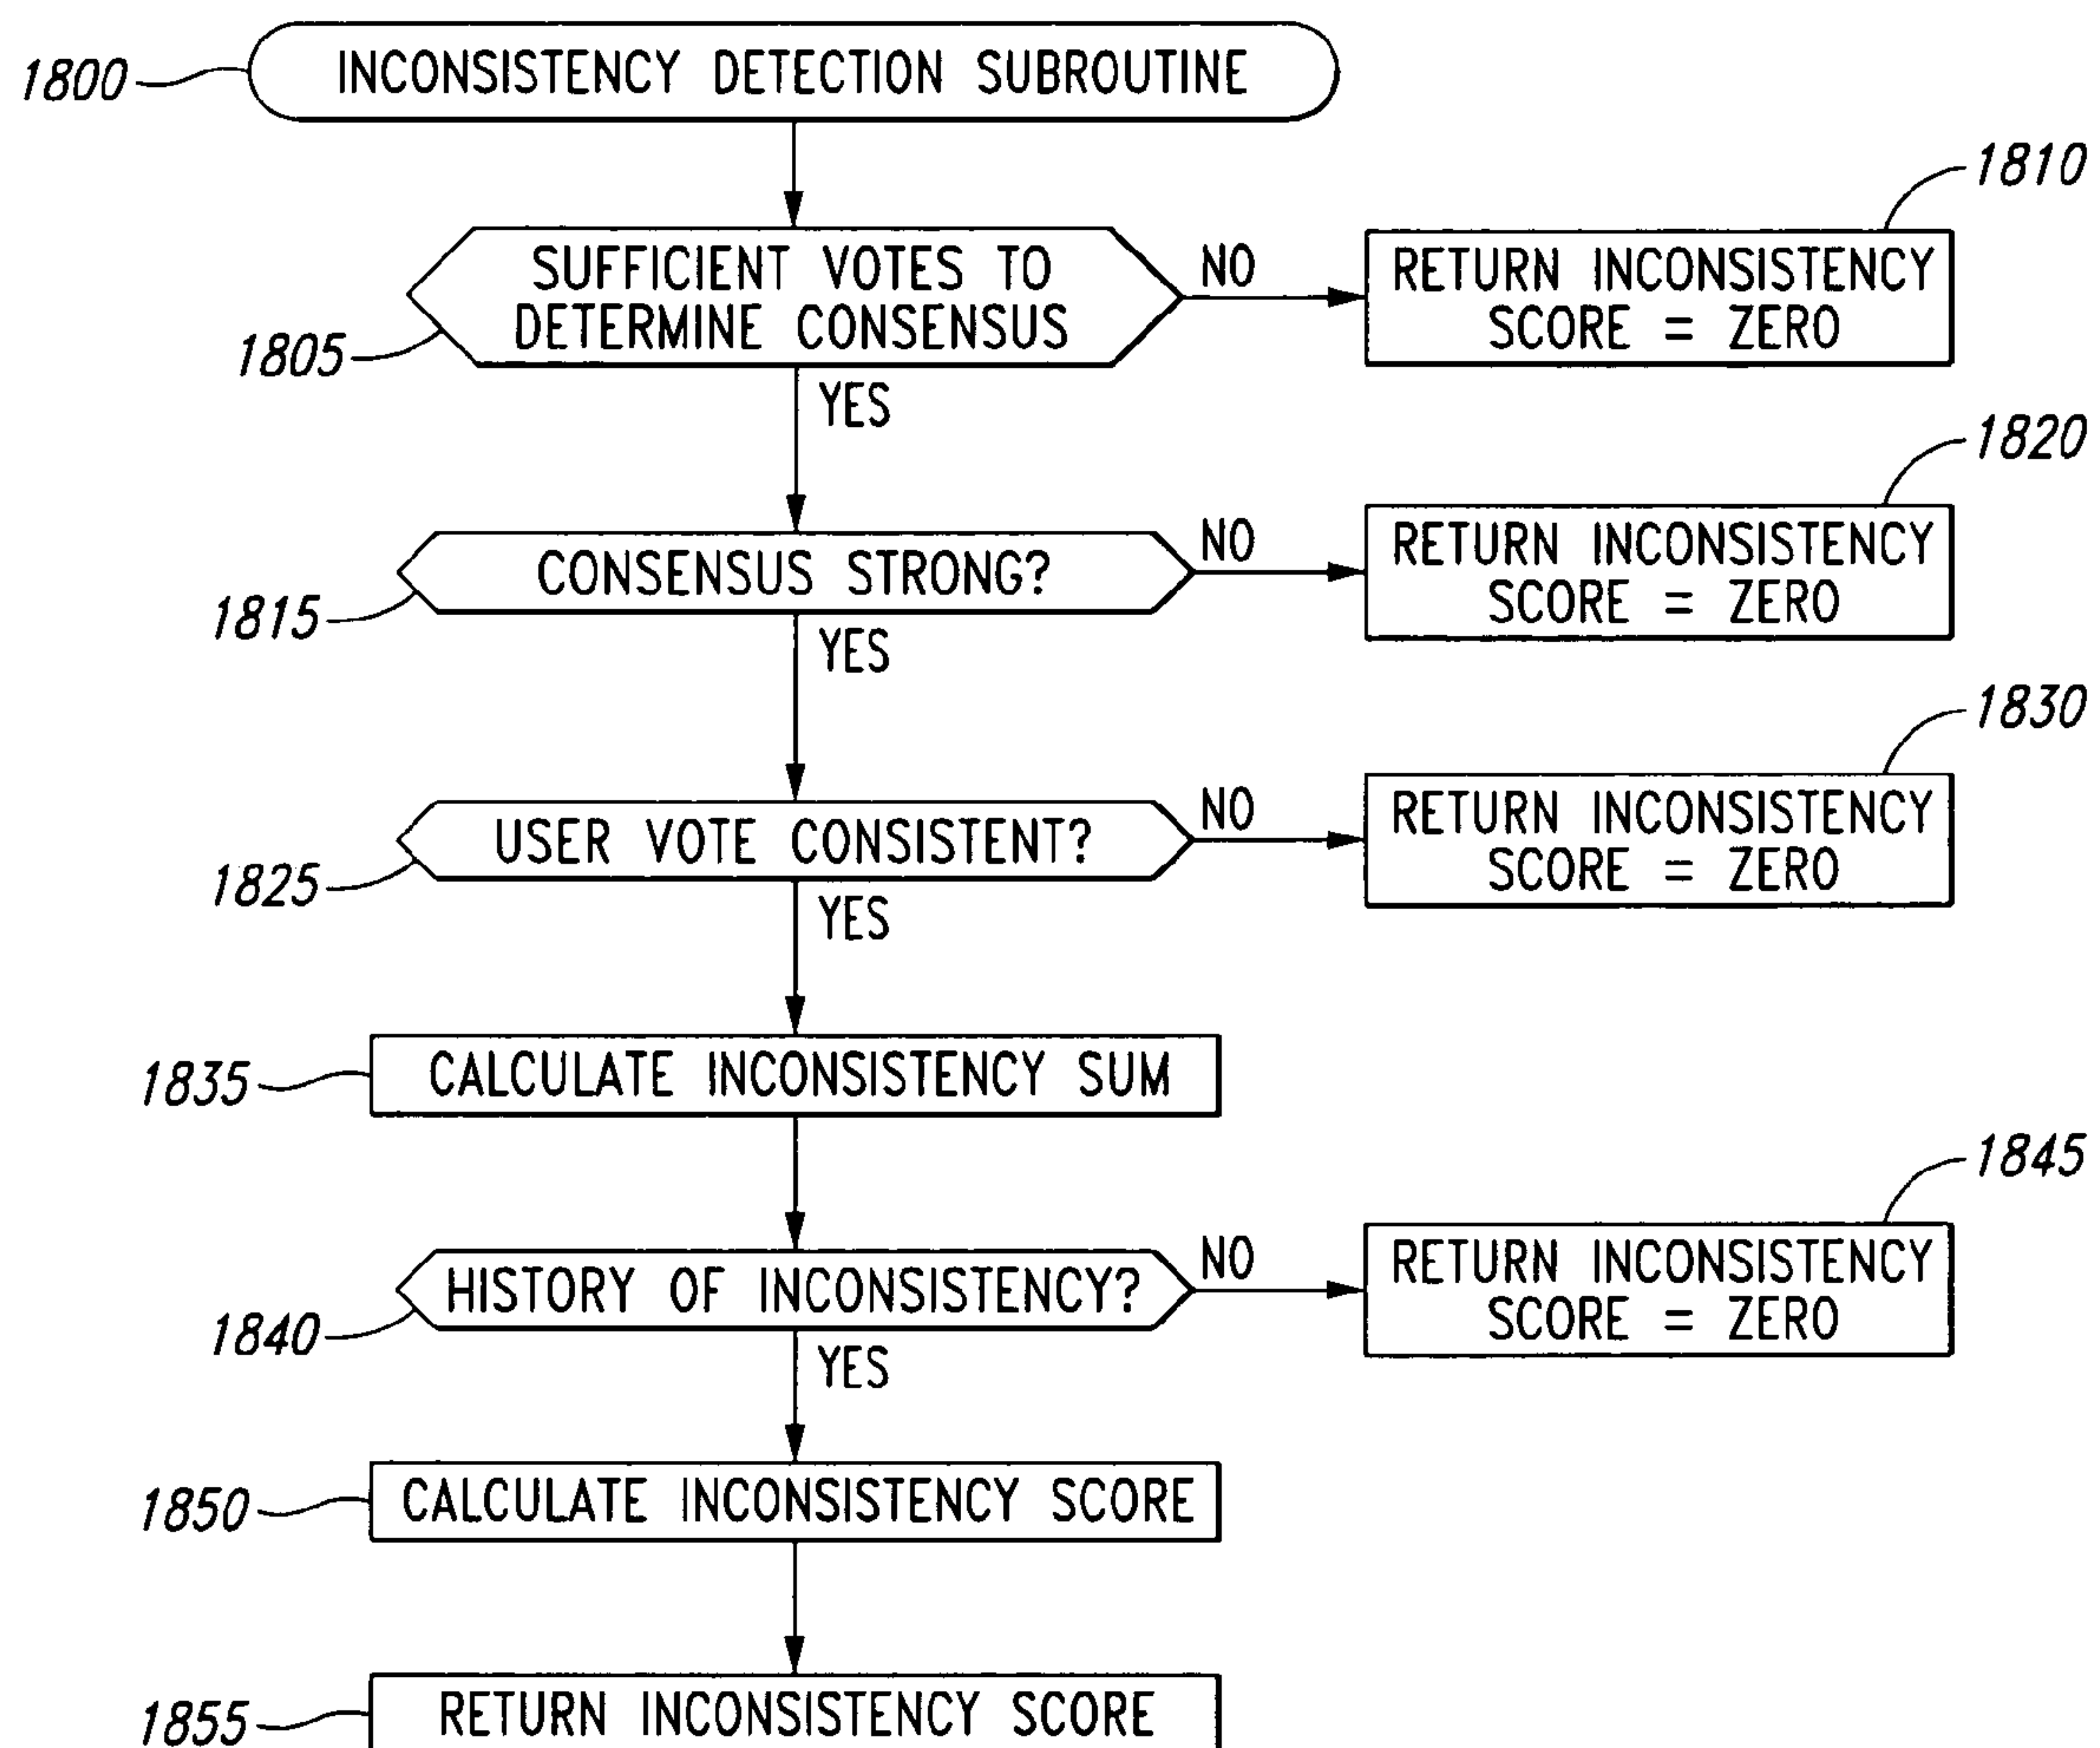 1800
INCONSISTENCY DETECTION SUBROUTINE
1810
SUFFICIENT VOTES TO
DETERMINE CONSENSUS
NO
RETURN INCONSISTENCY
SCORE = ZERO
1805
YES
1820
CONSENSUS STRONG?
NO
RETURN INCONSISTENCY
SCORE = ZERO
1815
YES
1830
USER VOTE CONSISTENT?
NO
RETURN INCONSISTENCY
SCORE = ZERO
1825
YES
1835
CALCULATE INCONSISTENCY SUM
1845
HISTORY OF INCONSISTENCY?
NO
RETURN INCONSISTENCY
SCORE = ZERO
1840
YES
1850
CALCULATE INCONSISTENCY SCORE
1855
RETURN INCONSISTENCY SCORE